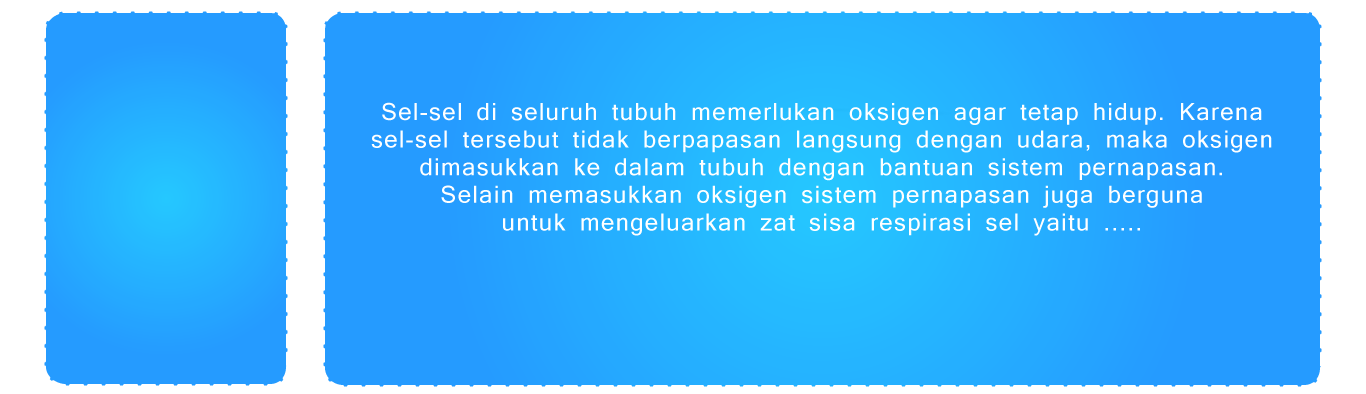 Sel-sel di seluruh tubuh memerlukan oksigen agar tetap hidup. Karena
sel-sel tersebut tidak berpapasan langsung dengan udara, maka oksigen
dimasukkan ke dalam tubuh dengan bantuan sistem pernapasan.
Selain memasukkan oksigen sistem pernapasan juga berguna
untuk mengeluarkan zat sisa respirasi sel yaitu .....